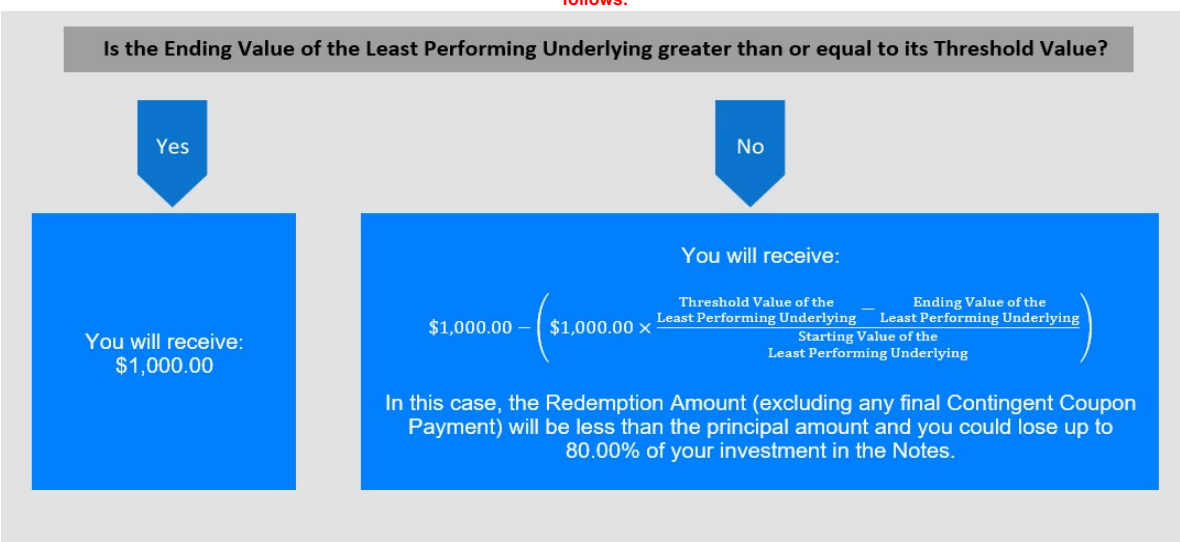 follows:
Is the Ending Value of the Least Performing Underlying greater than or equal to its Threshold Value?
Yes
No
You will receive:
$1,000.00
You will receive:
$1,000.00 − ($1,000.00 × (Threshold Value of the Least Performing Underlying − Ending Value of the Least Performing Underlying) / Starting Value of the Least Performing Underlying)
In this case, the Redemption Amount (excluding any final Contingent Coupon
Payment) will be less than the principal amount and you could lose up to
80.00% of your investment in the Notes.